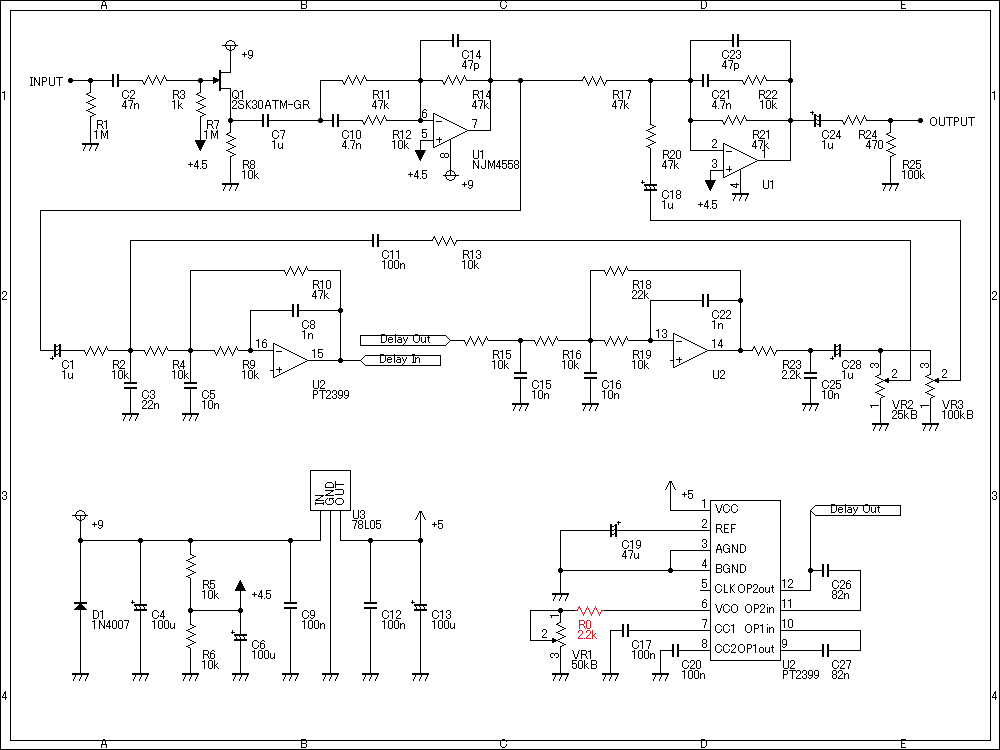 A B C D E
1 1
2 2
3 3
4 4
INPUT
R1
1M
C2
47n
R3
1k
R7
1M
+4.5
+9
Q1
2SK30ATM-GR
R8
10k
C7
1u
C10
4.7n
R11
47k
R12
10k
C14
47p
R14
47k
6
5
7
8
+4.5
+9
U1
NJM4558
R17
47k
R20
47k
C18
1u
C23
47p
C21
4.7n
R22
10k
R21
47k
2
3
1
4
+4.5
U1
C24
1u
R24
470
R25
100k
OUTPUT
C11
100n
R13
10k
C1
1u
R2
10k
C3
22n
R4
10k
C5
10n
R9
10k
R10
47k
C8
1n
16
15
U2
PT2399
Delay Out
Delay In
R15
10k
C15
10n
R16
10k
C16
10n
R18
22k
R19
10k
C22
1n
13
14
U2
R23
2.2k
C25
10n
C28
1u
3
2
1
VR2
25kB
3
2
1
VR3
100kB
+9
D1
1N4007
C4
100u
R5
10k
R6
10k
+4.5
C6
100u
C9
100n
IN
GND
OUT
U3
78L05
C12
100n
C13
100u
+5
+5
C19
47u
1
2
3
VR1
50kB
R0
2.2k
C17
100n
C20
100n
1 VCC
2 REF
3 AGND
4 BGND
5 CLK OP2out 12
6 VCO OP2in 11
7 CC1 OP1in 10
8 CC2 OP1out 9
U2
PT2399
Delay Out
C26
82n
C27
82n
A B C D E